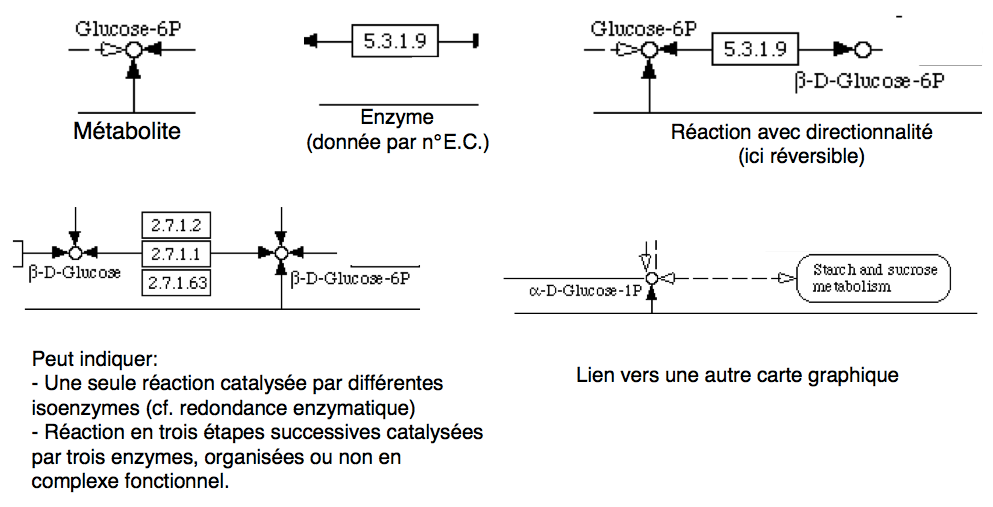 Glucose-6P
Métabolite
5.3.1.9
Enzyme
(donnée par n°E.C.)
Glucose-6P
5.3.1.9
β-D-Glucose-6P
Réaction avec directionnalité
(ici réversible)
2.7.1.2
2.7.1.1
2.7.1.63
β-D-Glucose
β-D-Glucose-6P
Peut indiquer:
- Une seule réaction catalysée par différentes
isoenzymes (cf. redondance enzymatique)
- Réaction en trois étapes successives catalysées
par trois enzymes, organisées ou non en
complexe fonctionnel.
α-D-Glucose-1P
Starch and sucrose
metabolism
Lien vers une autre carte graphique